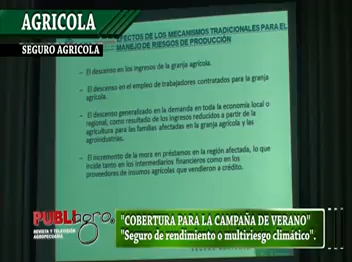 AGRICOLA
SEGURO AGRICOLA
EFECTOS DE LOS MECANISMOS TRADICIONALES PARA EL
MANEJO DE RIESGOS DE PRODUCCIÓN
– El descenso en los ingresos de la granja agrícola.
– El descenso en el empleo de trabajadores contratados para la granja
agrícola.
– El descenso generalizado en la demanda en toda la economía local o
regional, como resultado de los ingresos reducidos a partir de la
agricultura para las familias afectadas en la granja agrícola y las
agroindustrias.
– El incremento de la mora en préstamos en la región afectada, lo que
incide tanto en los intermediarios financieros como en los
proveedores de insumos agrícolas que vendieron a crédito.
PUBLIagro
REVISTA Y TELEVISIÓN
AGROPECUARIA
"COBERTURA PARA LA CAMPAÑA DE VERANO"
"Seguro de rendimiento o multiriesgo climático".